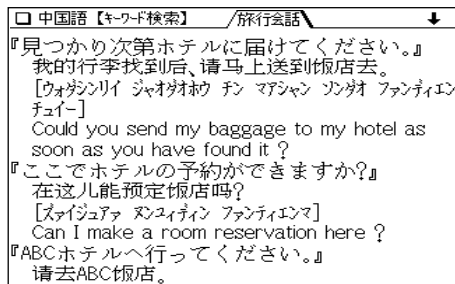 中国語【ｷｰﾜｰﾄﾞ検索】 旅行会話
『見つかり次第ホテルに届けてください。』
我的行李找到后、请马上送到饭店去。
[ウォダシンリイ ジャオダオホウ チン マアシャン ソンダオ ファンディエン
チュイー]
Could you send my baggage to my hotel as
soon as you have found it ?
『ここでホテルの予約ができますか?』
在这儿能预定饭店吗?
[ズァイジュアァ ヌンユィディン ファンディエンマ]
Can I make a room reservation here ?
『ABCホテルへ行ってください。』
请去ABC饭店。